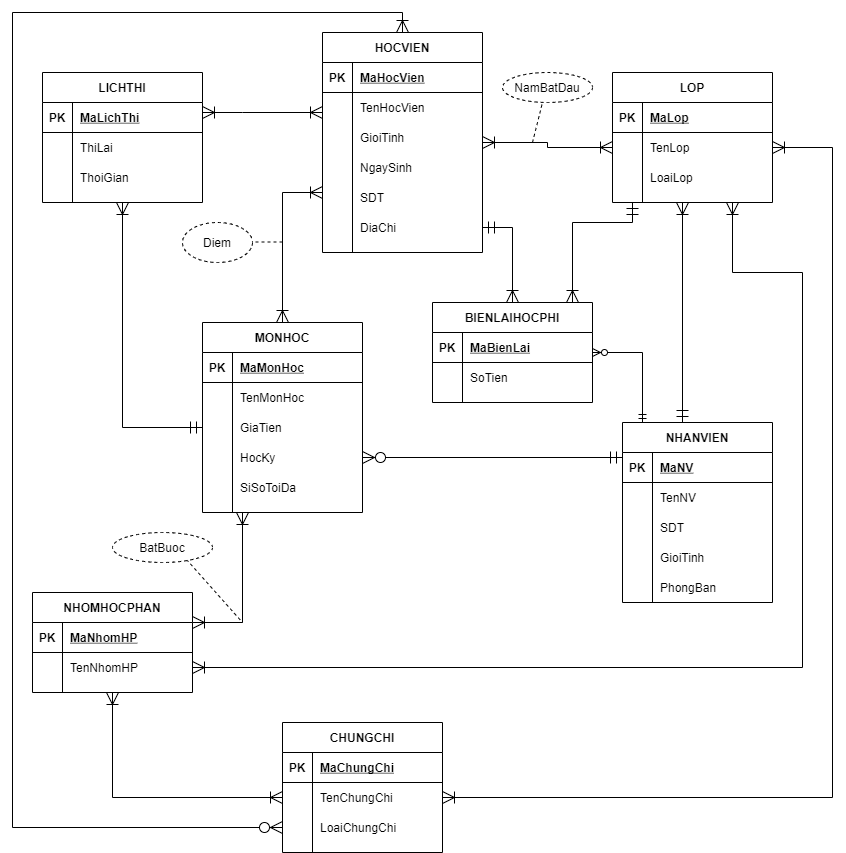 HOCVIEN
PK MaHocVien
TenHocVien
GioiTinh
NgaySinh
SDT
DiaChi
LICHTHI
PK MaLichThi
ThiLai
ThoiGian
NamBatDau
LOP
PK MaLop
TenLop
LoaiLop
Diem
BIENLAIHOCPHI
PK MaBienLai
SoTien
MONHOC
PK MaMonHoc
TenMonHoc
GiaTien
HocKy
SiSoToiDa
NHANVIEN
PK MaNV
TenNV
SDT
GioiTinh
PhongBan
BatBuoc
NHOMHOCPHAN
PK MaNhomHP
TenNhomHP
CHUNGCHI
PK MaChungChi
TenChungChi
LoaiChungChi